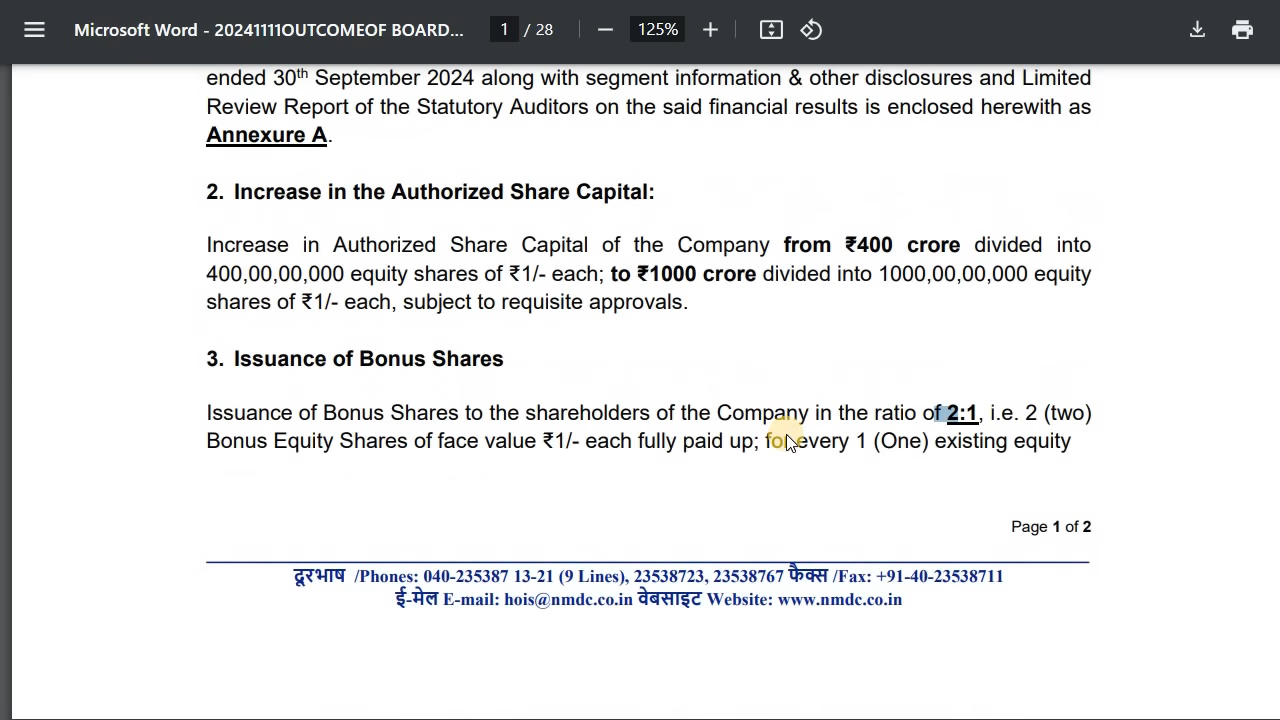 Microsoft Word - 20241111OUTCOMEOF BOARD...
1 / 28
125%
ended 30th September 2024 along with segment information & other disclosures and Limited
Review Report of the Statutory Auditors on the said financial results is enclosed herewith as
Annexure A.
2. Increase in the Authorized Share Capital:
Increase in Authorized Share Capital of the Company from ₹400 crore divided into
400,00,00,000 equity shares of ₹1/- each; to ₹1000 crore divided into 1000,00,00,000 equity
shares of ₹1/- each, subject to requisite approvals.
3. Issuance of Bonus Shares
Issuance of Bonus Shares to the shareholders of the Company in the ratio of 2:1, i.e. 2 (two)
Bonus Equity Shares of face value ₹1/- each fully paid up; for every 1 (One) existing equity
Page 1 of 2
दूरभाष /Phones: 040-235387 13-21 (9 Lines), 23538723, 23538767 फैक्स /Fax: +91-40-23538711
ई-मेल E-mail: hois@nmdc.co.in वेबसाइट Website: www.nmdc.co.in